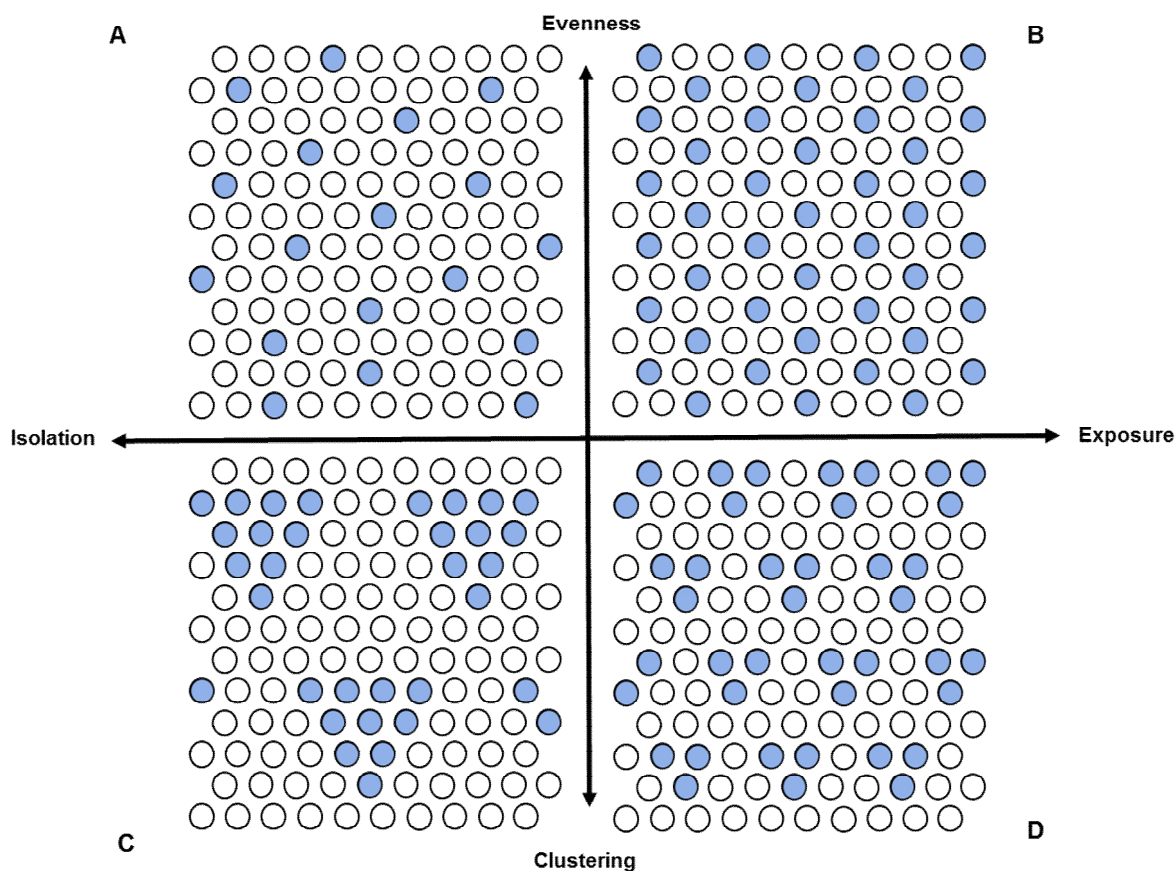 A
Evenness
B
Isolation
Exposure
C
Clustering
D